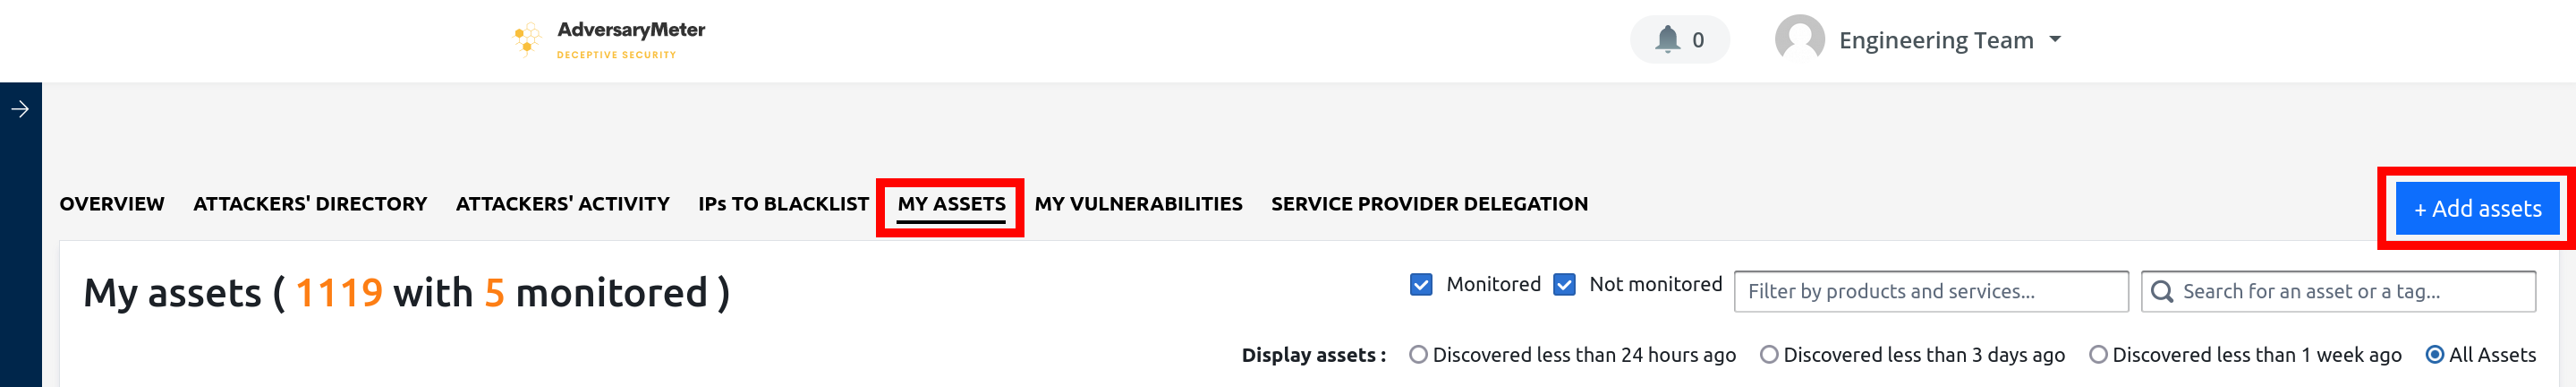 AdversaryMeter
DECEPTIVE SECURITY
0
Engineering Team
OVERVIEW ATTACKERS' DIRECTORY ATTACKERS' ACTIVITY IPs TO BLACKLIST MY ASSETS MY VULNERABILITIES SERVICE PROVIDER DELEGATION
+ Add assets
My assets ( 1119 with 5 monitored )
Monitored Not monitored Filter by products and services... Search for an asset or a tag...
Display assets : Discovered less than 24 hours ago Discovered less than 3 days ago Discovered less than 1 week ago All Assets